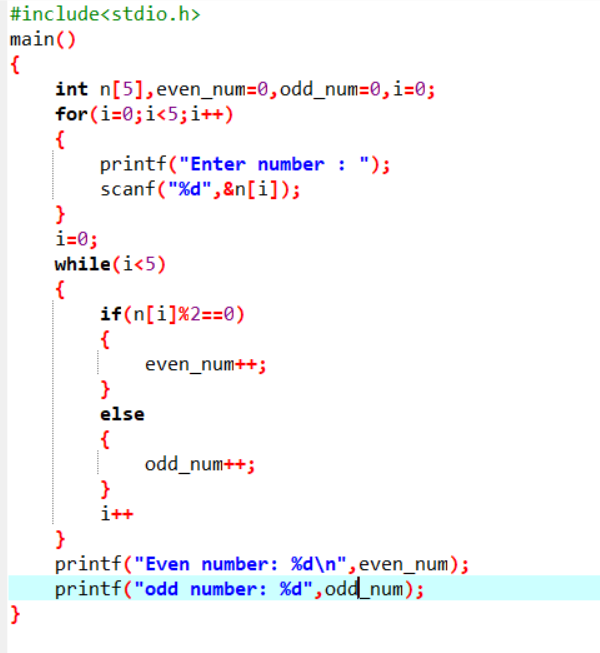 #include<stdio.h>
main()
{
    int n[5],even_num=0,odd_num=0,i=0;
    for(i=0;i<5;i++)
    {
        printf("Enter number : ");
        scanf("%d",&n[i]);
    }
    i=0;
    while(i<5)
    {
        if(n[i]%2==0)
        {
            even_num++;
        }
        else
        {
            odd_num++;
        }
        i++
    }
    printf("Even number: %d\n",even_num);
    printf("odd number: %d",odd_num);
}